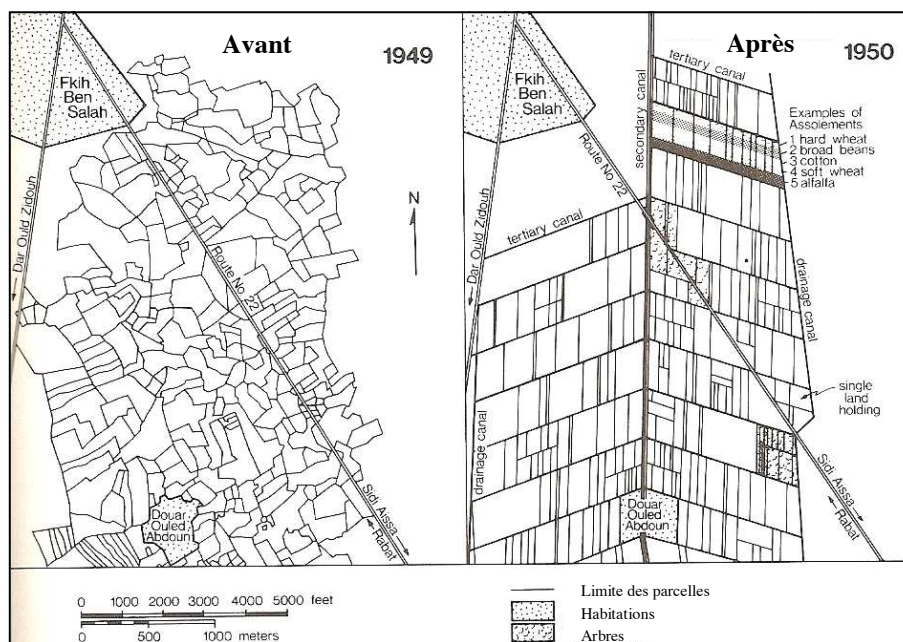 Avant
1949
Fkih
Ben
Salah
Dar Ould Zidouh
Route No. 22
N
Douar
Ouled
Abdoun
Sidi Aissa
Rabat
0 1000 2000 3000 4000 5000 feet
0 500 1000 meters
Après
1950
Fkih
Ben
Salah
Dar Ould Zidouh
Route No. 22
secondary canal
tertiary canal
Examples of
Assolements
1 hard wheat
2 broad beans
3 cotton
4 soft wheat
5 alfalfa
tertiary canal
drainage canal
drainage canal
single
land
holding
Douar
Ouled
Abdoun
Sidi Aissa
Rabat
Limite des parcelles
Habitations
Arbres